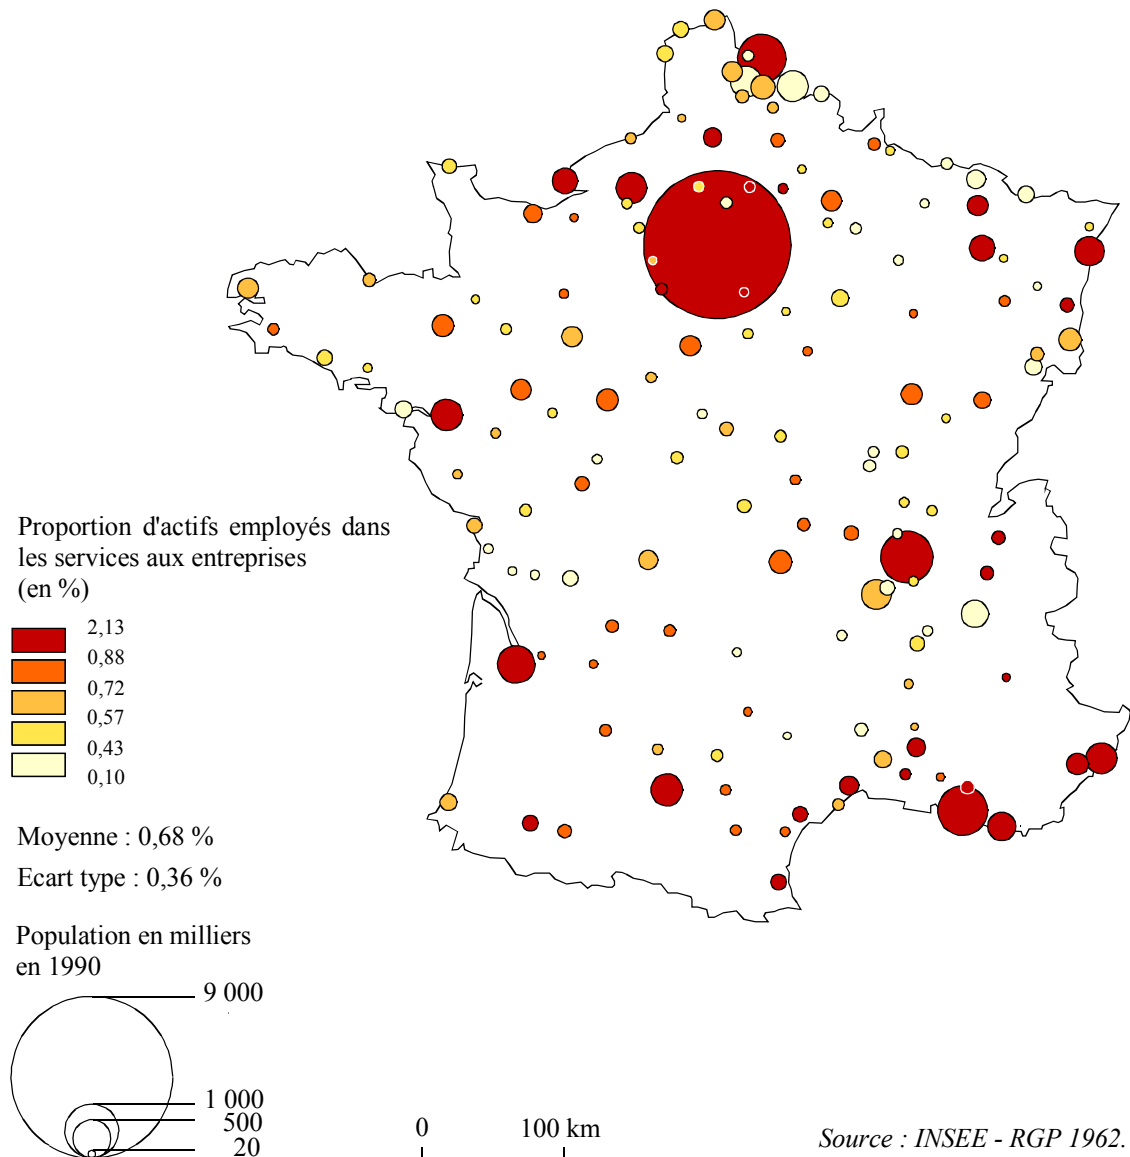 Proportion d'actifs employés dans
les services aux entreprises
(en %)
2,13
0,88
0,72
0,57
0,43
0,10
Moyenne : 0,68 %
Ecart type : 0,36 %
Population en milliers
en 1990
9 000
1 000
500
20
0 100 km
Source : INSEE - RGP 1962.